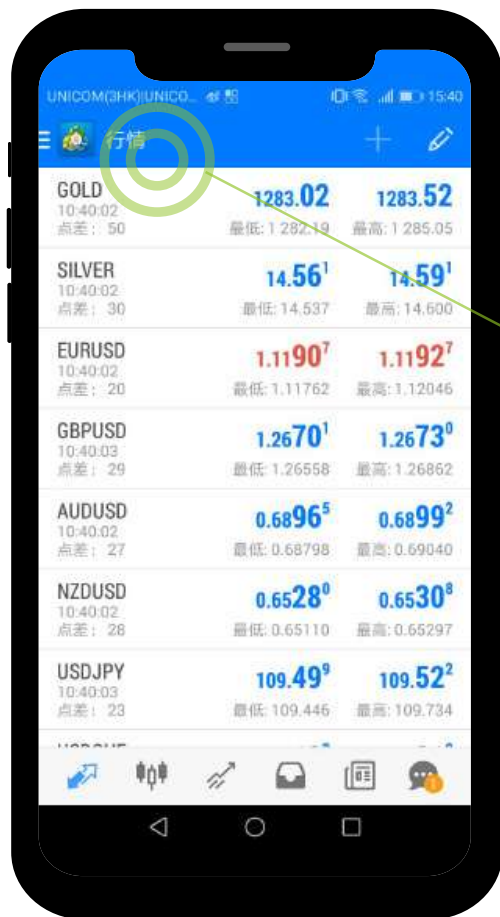 UNICOM(3HK)|UNICO... 15:40
行情
GOLD 1283.02 1283.52
10:40:02
点差: 50 最低: 1 282.19 最高: 1 285.05
SILVER 14.56¹ 14.59¹
10:40:02
点差: 30 最低: 14.537 最高: 14.600
EURUSD 1.1190⁷ 1.1192⁷
10:40:02
点差: 20 最低: 1.11762 最高: 1.12046
GBPUSD 1.2670¹ 1.2673⁰
10:40:03
点差: 29 最低: 1.26558 最高: 1.26862
AUDUSD 0.6896⁵ 0.6899²
10:40:02
点差: 27 最低: 0.68798 最高: 0.69040
NZDUSD 0.6528⁰ 0.6530⁸
10:40:02
点差: 28 最低: 0.65110 最高: 0.65297
USDJPY 109.49⁹ 109.52²
10:40:03
点差: 23 最低: 109.446 最高: 109.734